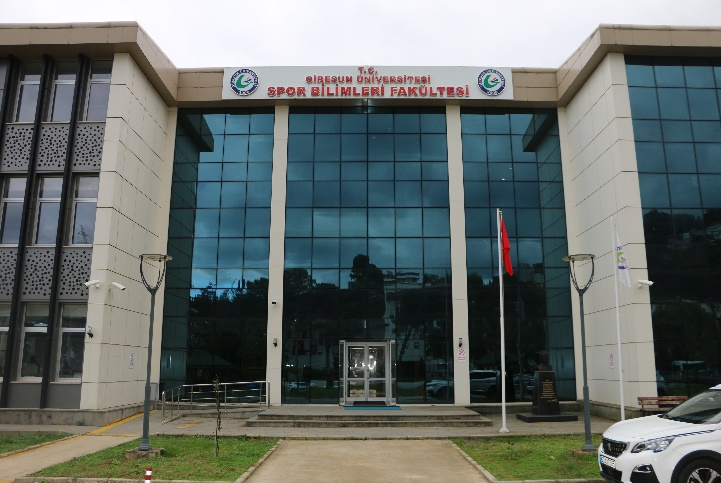 T.C.
GİRESUN ÜNİVERSİTESİ
SPOR BİLİMLERİ FAKÜLTESİ